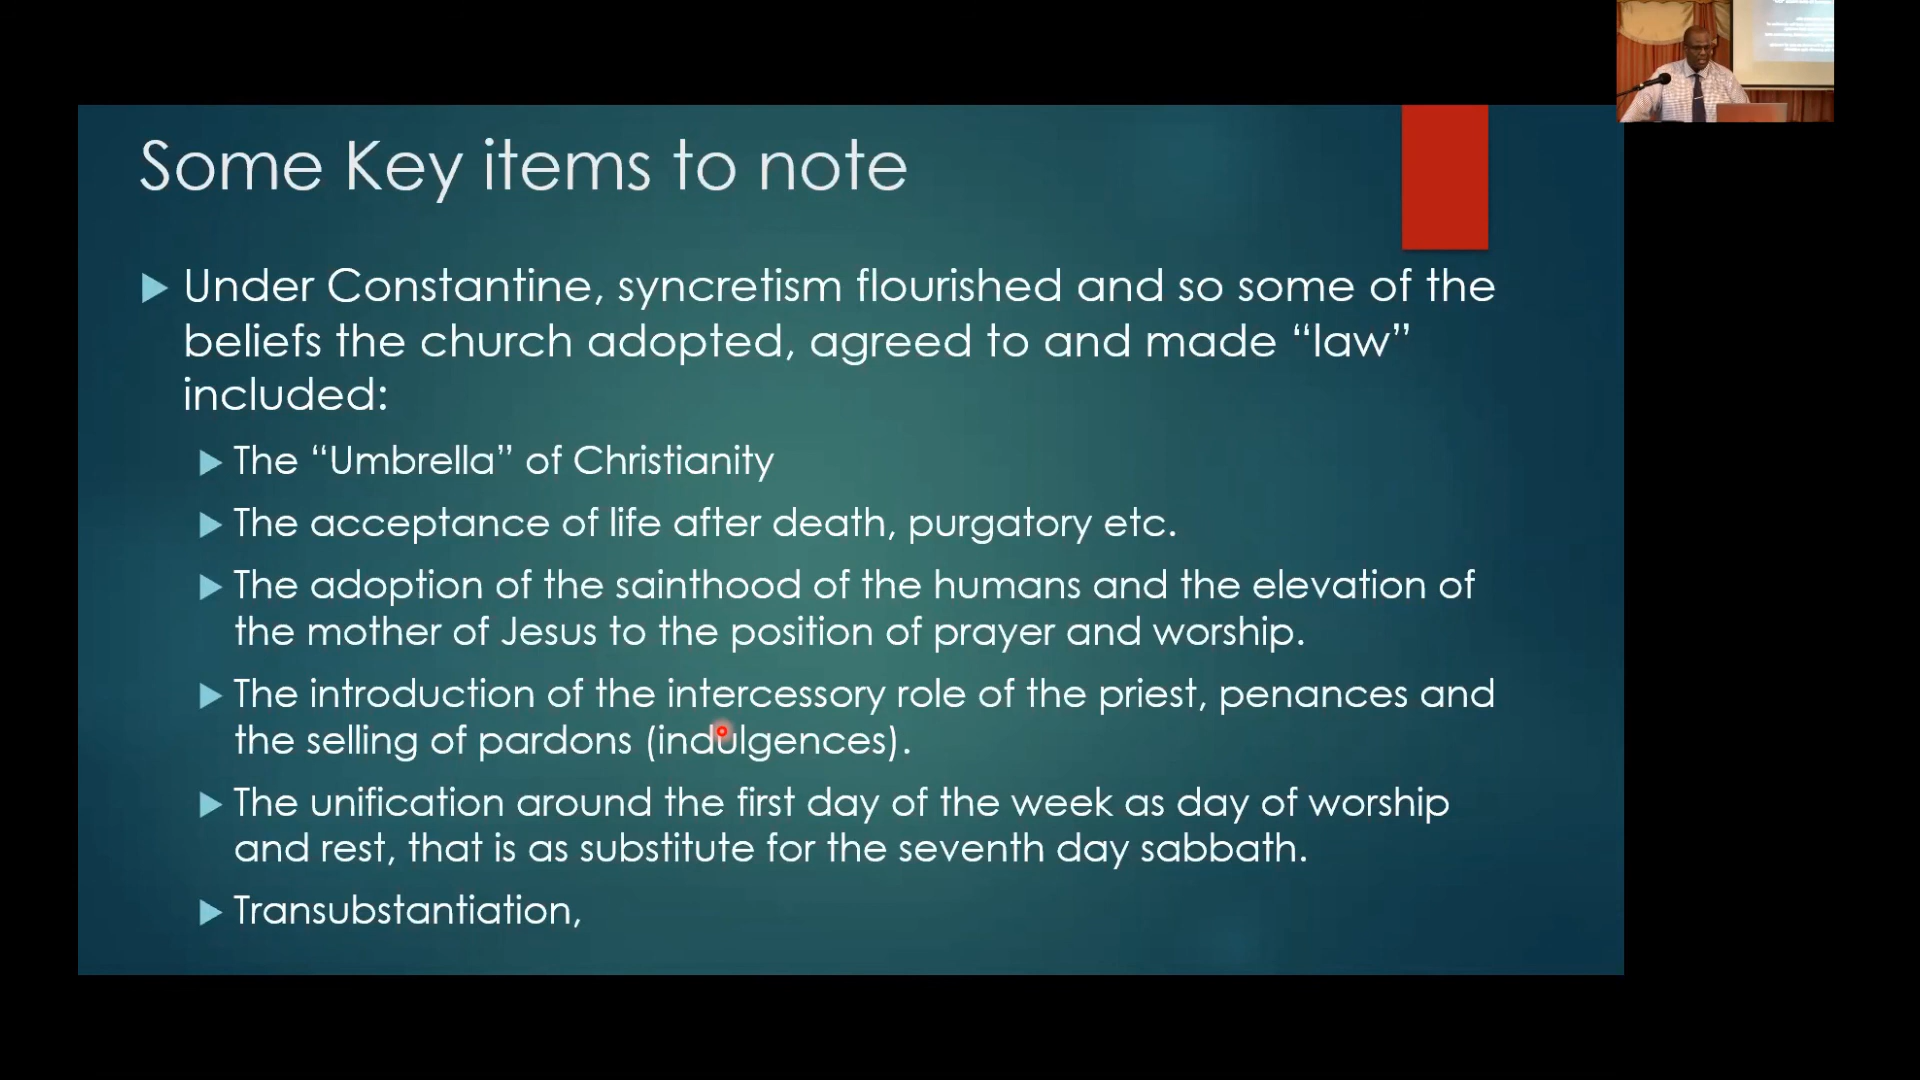 Some Key items to note
Under Constantine, syncretism flourished and so some of the
beliefs the church adopted, agreed to and made “law”
included:
The “Umbrella” of Christianity
The acceptance of life after death, purgatory etc.
The adoption of the sainthood of the humans and the elevation of
the mother of Jesus to the position of prayer and worship.
The introduction of the intercessory role of the priest, penances and
the selling of pardons (indulgences).
The unification around the first day of the week as day of worship
and rest, that is as substitute for the seventh day sabbath.
Transubstantiation,